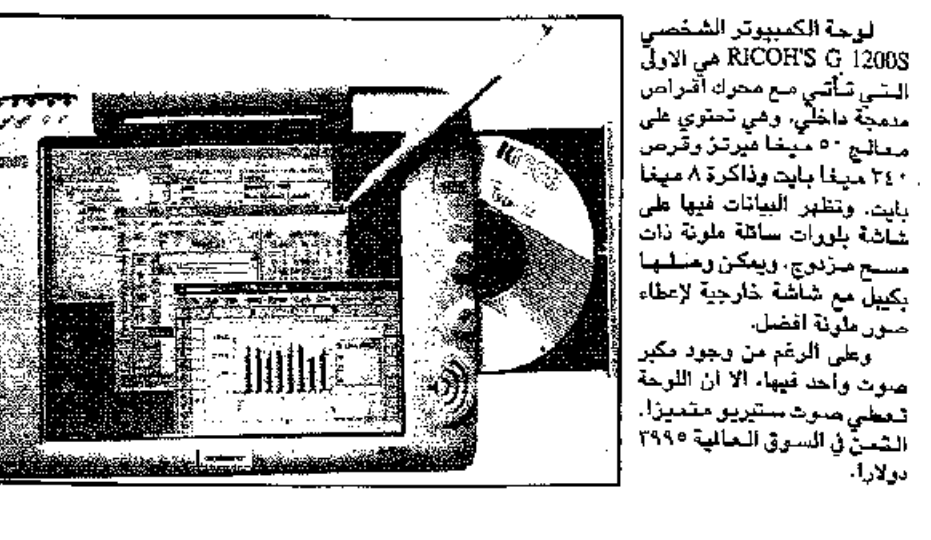 لوحة الكمبيوتر الشخصي
RICOH'S G 1200S هي الاولى
التي تأتي مع محرك اقراص
مدمجة داخلي. وهي تحتوي على
معالج ٥٠ ميغا هيرتز وقرص
٣٤٠ ميغا بايت وذاكرة ٨ ميغا
بايت. وتظهر البيانات فيها على
شاشة بلورات سائلة ملونة ذات
مسح مزدوج. ويمكن وصلها
بكيبل مع شاشة خارجية لإعطاء
صور ملونة افضل.
وعلى الرغم من وجود مكبر
صوت واحد فيها، الا ان اللوحة
تعطي صوت ستيريو متميزا.
الثمن في السوق العالمية ٣٩٩٥
دولارا.